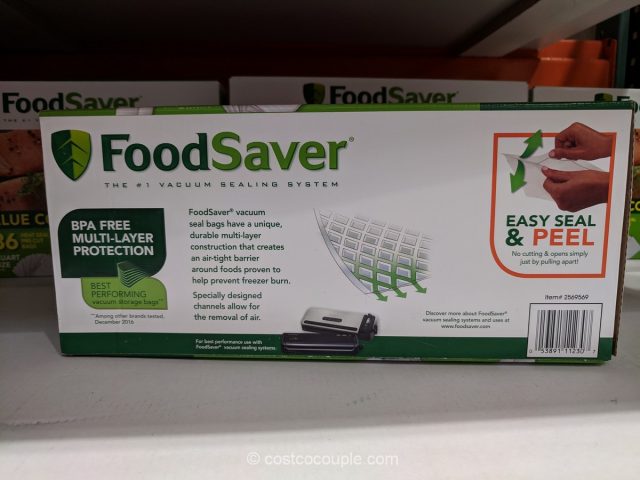 FoodSaver
FoodSaver
FoodSaver®
THE #1 VACUUM SEALING SYSTEM
BPA FREE
MULTI-LAYER
PROTECTION
BEST
PERFORMING
vacuum storage bags**
**Among other brands tested,
December 2016
FoodSaver® vacuum
seal bags have a unique,
durable multi-layer
construction that creates
an air-tight barrier
around foods proven to
help prevent freezer burn.
Specially designed
channels allow for
the removal of air.
For best performance use with
FoodSaver® vacuum sealing systems.
EASY SEAL
& PEEL
No cutting & opens simply
just by pulling apart!
Item# 2569569
Discover more about FoodSaver®
vacuum sealing systems and uses at
www.foodsaver.com
0 53891 11230 7
© costcocouple.com